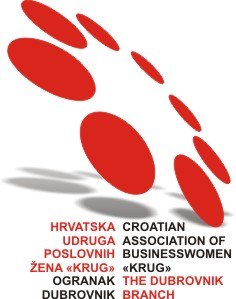 HRVATSKA CROATIAN
UDRUGA ASSOCIATION OF
POSLOVNIH BUSINESSWOMEN
ŽENA «KRUG» «KRUG»
OGRANAK THE DUBROVNIK
DUBROVNIK BRANCH